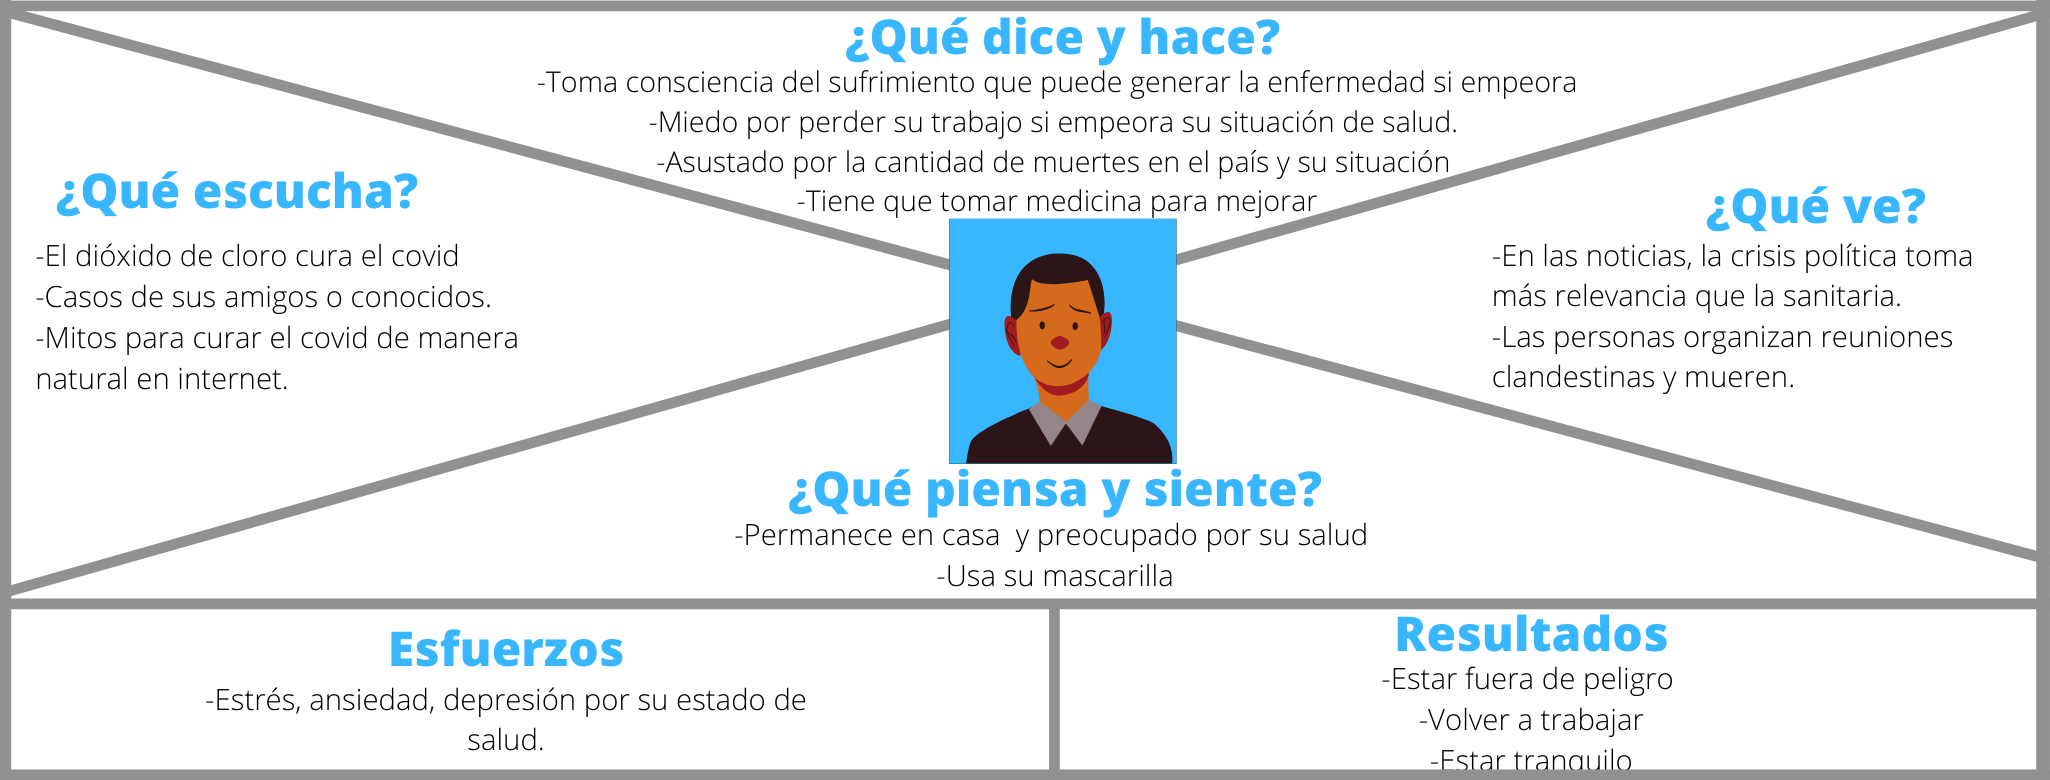 ¿Qué dice y hace?
-Toma consciencia del sufrimiento que puede generar la enfermedad si empeora
-Miedo por perder su trabajo si empeora su situación de salud.
-Asustado por la cantidad de muertes en el país y su situación
-Tiene que tomar medicina para mejorar
¿Qué escucha?
-El dióxido de cloro cura el covid
-Casos de sus amigos o conocidos.
-Mitos para curar el covid de manera
natural en internet.
¿Qué ve?
-En las noticias, la crisis política toma
más relevancia que la sanitaria.
-Las personas organizan reuniones
clandestinas y mueren.
¿Qué piensa y siente?
-Permanece en casa  y preocupado por su salud
-Usa su mascarilla
Esfuerzos
-Estrés, ansiedad, depresión por su estado de
salud.
Resultados
-Estar fuera de peligro
-Volver a trabajar
-Estar tranquilo